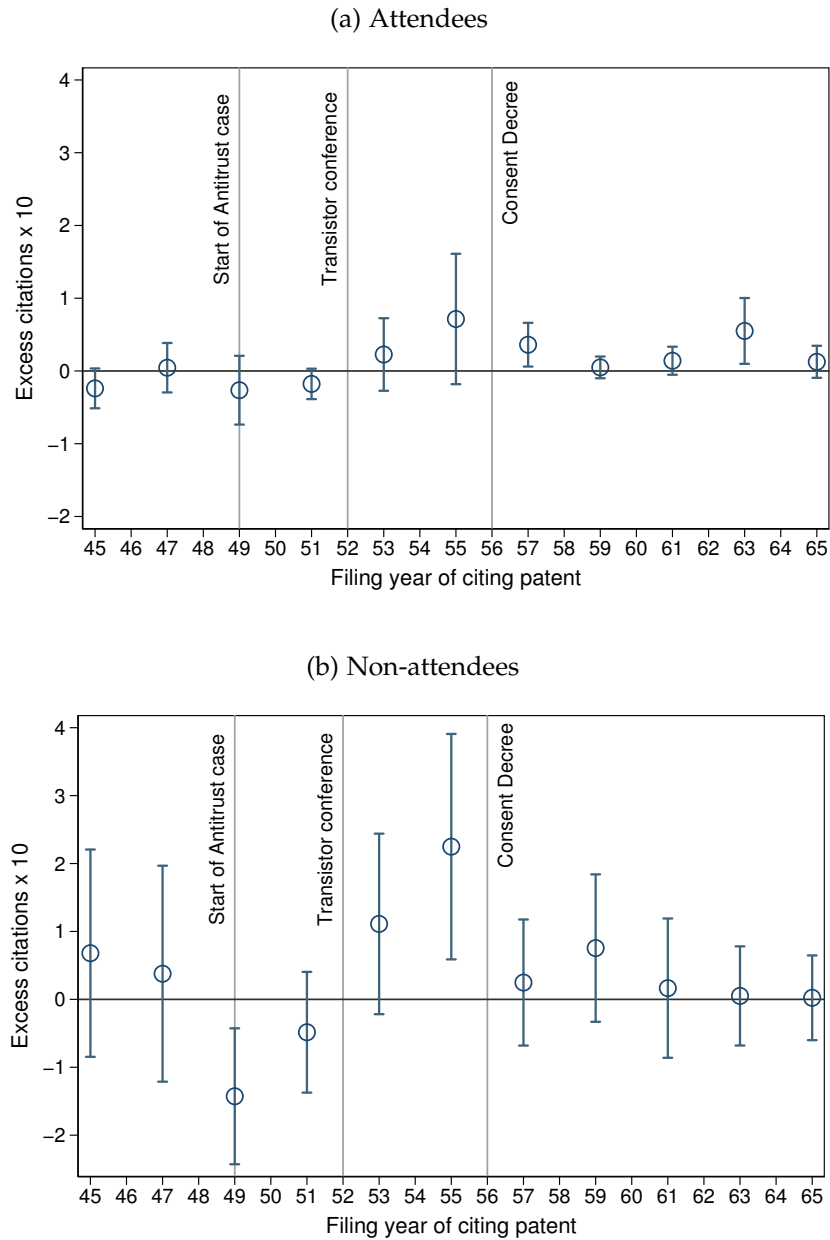 (a) Attendees
4
3
2
1
0
−1
−2
Excess citations x 10
Start of Antitrust case
Transistor conference
Consent Decree
45 46 47 48 49 50 51 52 53 54 55 56 57 58 59 60 61 62 63 64 65
Filing year of citing patent
(b) Non-attendees
4
3
2
1
0
−1
−2
Excess citations x 10
Start of Antitrust case
Transistor conference
Consent Decree
45 46 47 48 49 50 51 52 53 54 55 56 57 58 59 60 61 62 63 64 65
Filing year of citing patent